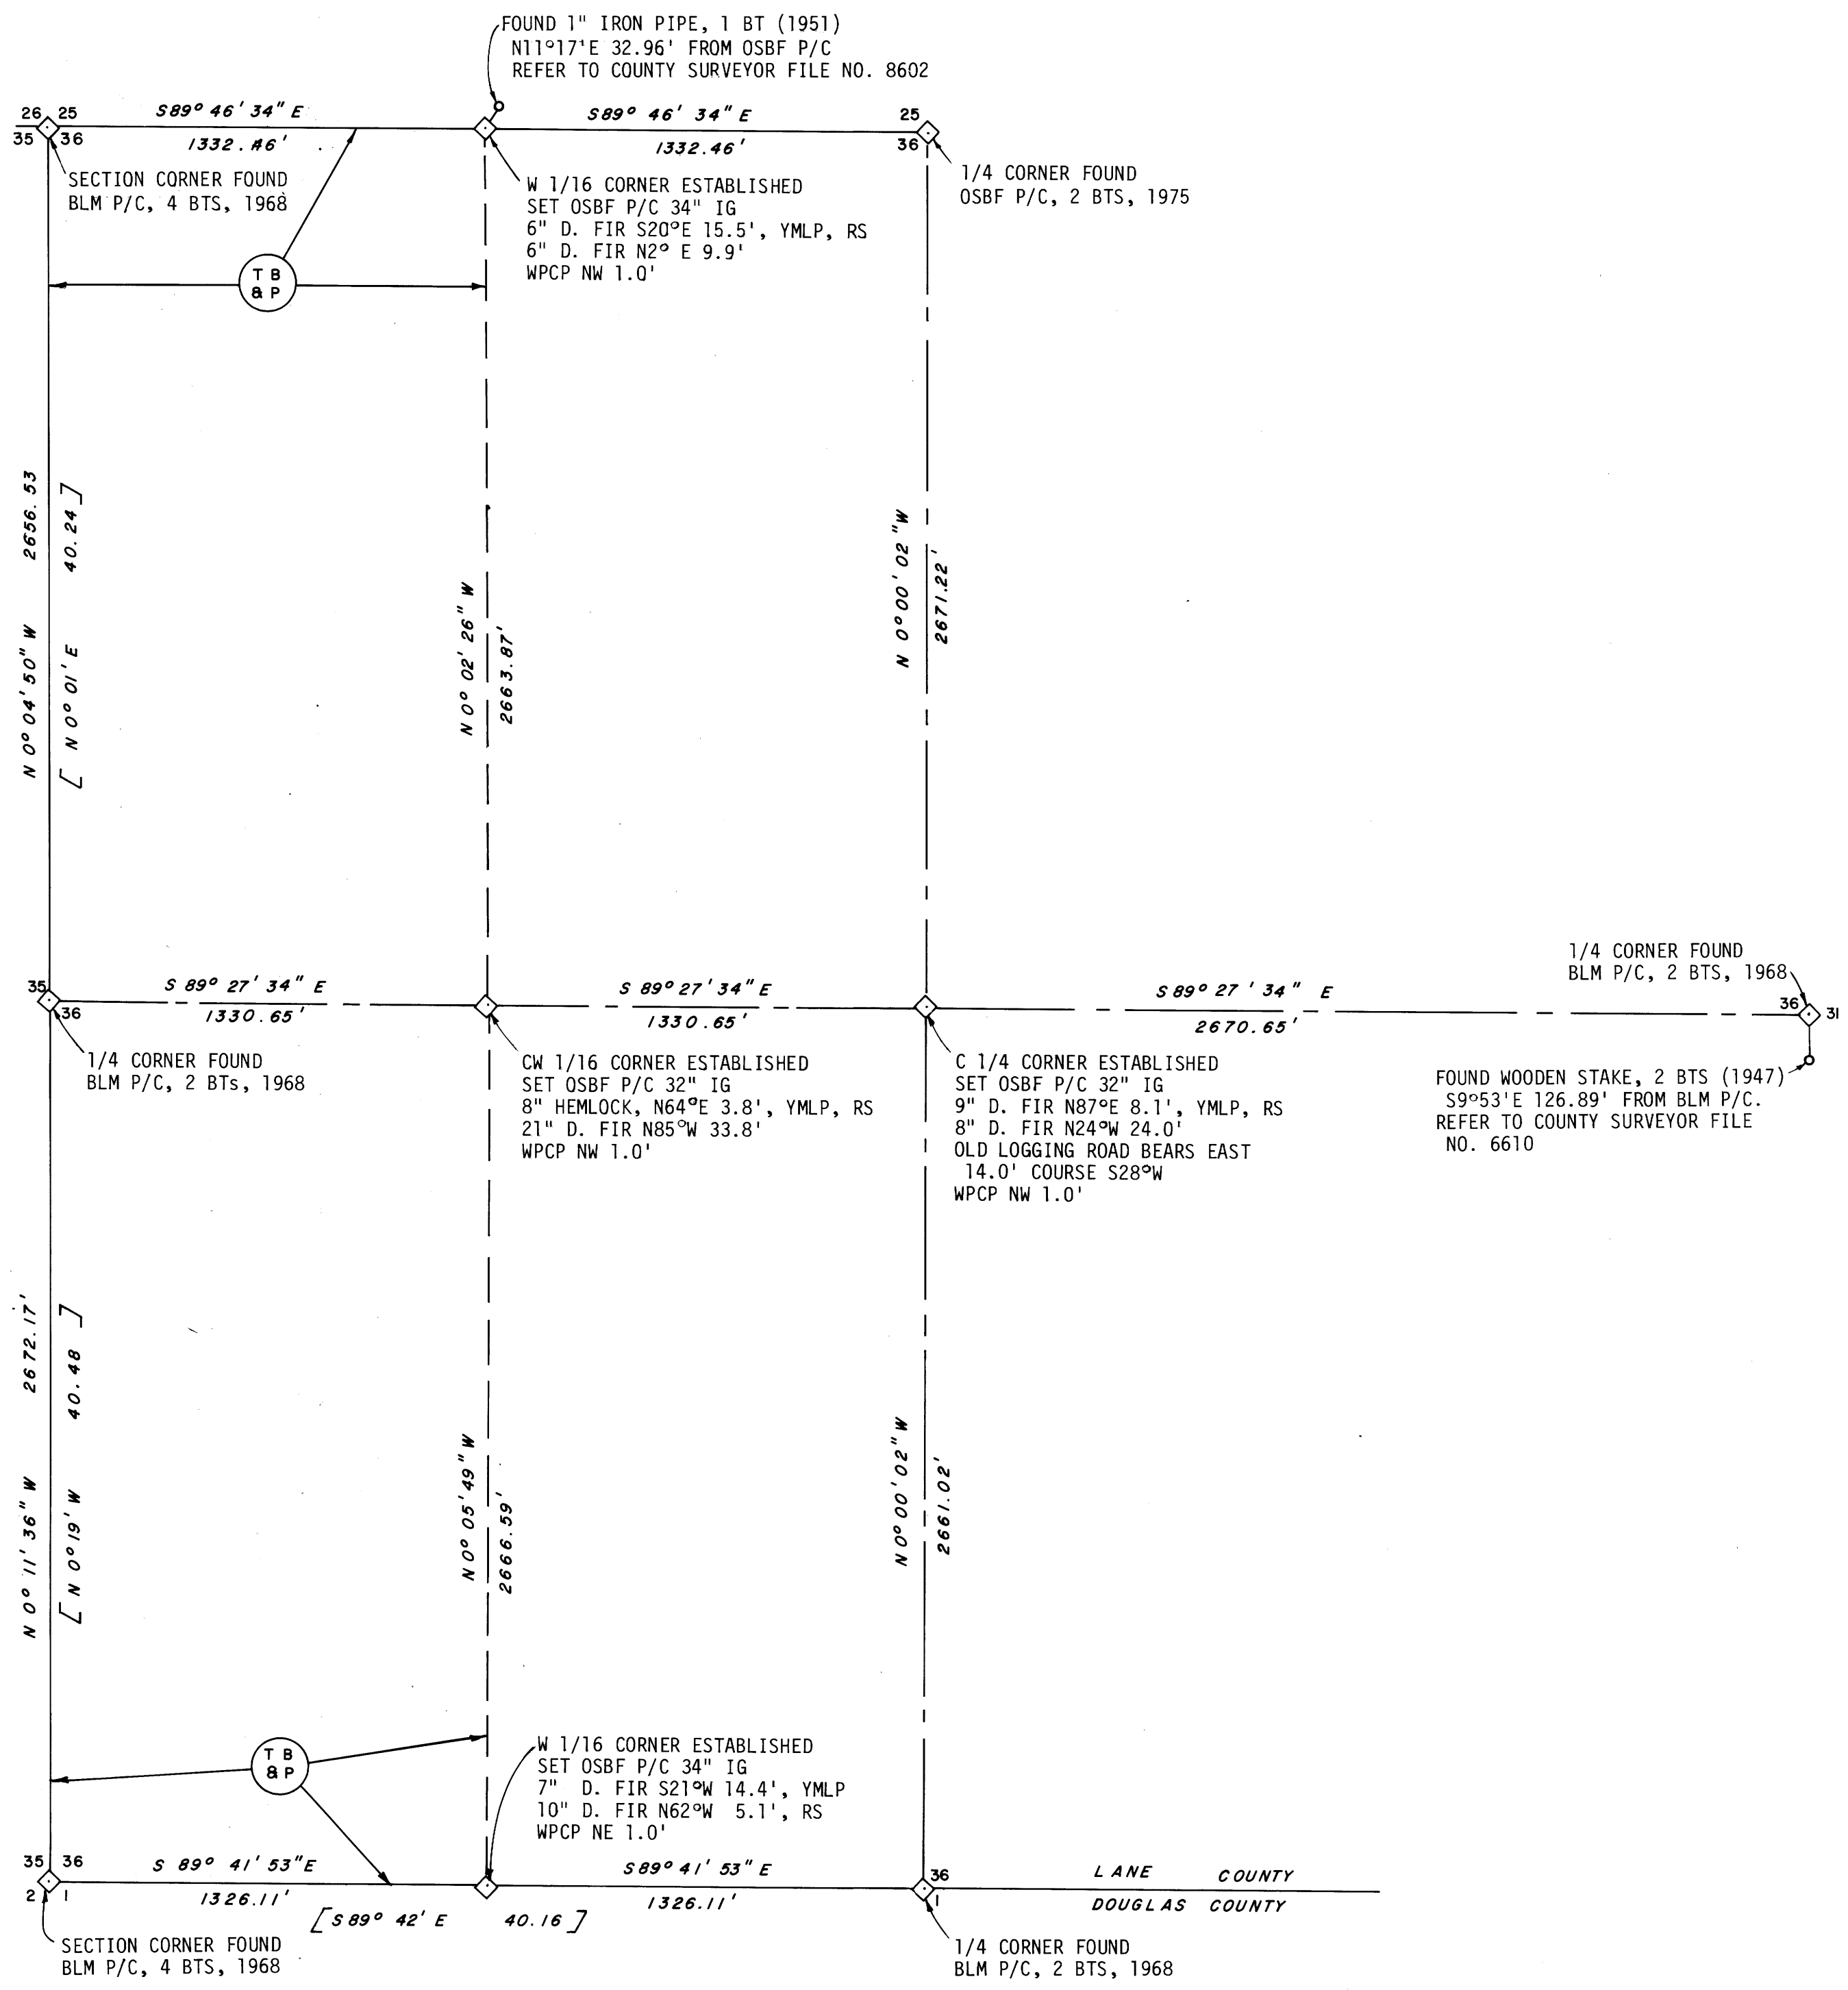 FOUND 1" IRON PIPE, 1 BT (1951)
N11°17'E 32.96' FROM OSBF P/C
REFER TO COUNTY SURVEYOR FILE NO. 8602
26 25
35 36
S89° 46' 34" E
1332.46'
S89° 46' 34" E
1332.46'
25
36
SECTION CORNER FOUND
BLM P/C, 4 BTS, 1968
W 1/16 CORNER ESTABLISHED
SET OSBF P/C 34" IG
6" D. FIR S20°E 15.5', YMLP, RS
6" D. FIR N2° E 9.9'
WPCP NW 1.0'
1/4 CORNER FOUND
OSBF P/C, 2 BTS, 1975
T B
& P
N 0° 04' 50" W 2656.53
[ N 0° 01' E 40.24 ]
N 0° 02' 26" W
2663.87'
N 0° 00' 02" W
2671.22'
35
36
S 89° 27' 34" E
1330.65'
S 89° 27' 34" E
1330.65'
S 89° 27' 34" E
2670.65'
1/4 CORNER FOUND
BLM P/C, 2 BTS, 1968
36 31
1/4 CORNER FOUND
BLM P/C, 2 BTs, 1968
CW 1/16 CORNER ESTABLISHED
SET OSBF P/C 32" IG
8" HEMLOCK, N64°E 3.8', YMLP, RS
21" D. FIR N85°W 33.8'
WPCP NW 1.0'
C 1/4 CORNER ESTABLISHED
SET OSBF P/C 32" IG
9" D. FIR N87°E 8.1', YMLP, RS
8" D. FIR N24°W 24.0'
OLD LOGGING ROAD BEARS EAST
14.0' COURSE S28°W
WPCP NW 1.0'
FOUND WOODEN STAKE, 2 BTS (1947)
S9°53'E 126.89' FROM BLM P/C.
REFER TO COUNTY SURVEYOR FILE
NO. 6610
N 0° 11' 36" W 2672.17'
[ N 0° 19' W 40.48 ]
N 0° 05' 49" W
2666.59'
N 0° 00' 02" W
2661.02'
T B
& P
W 1/16 CORNER ESTABLISHED
SET OSBF P/C 34" IG
7" D. FIR S21°W 14.4', YMLP
10" D. FIR N62°W 5.1', RS
WPCP NE 1.0'
35 36
2 1
S 89° 41' 53" E
1326.11'
S 89° 41' 53" E
1326.11'
[ S 89° 42' E 40.16 ]
36
1
LANE COUNTY
DOUGLAS COUNTY
SECTION CORNER FOUND
BLM P/C, 4 BTS, 1968
1/4 CORNER FOUND
BLM P/C, 2 BTS, 1968